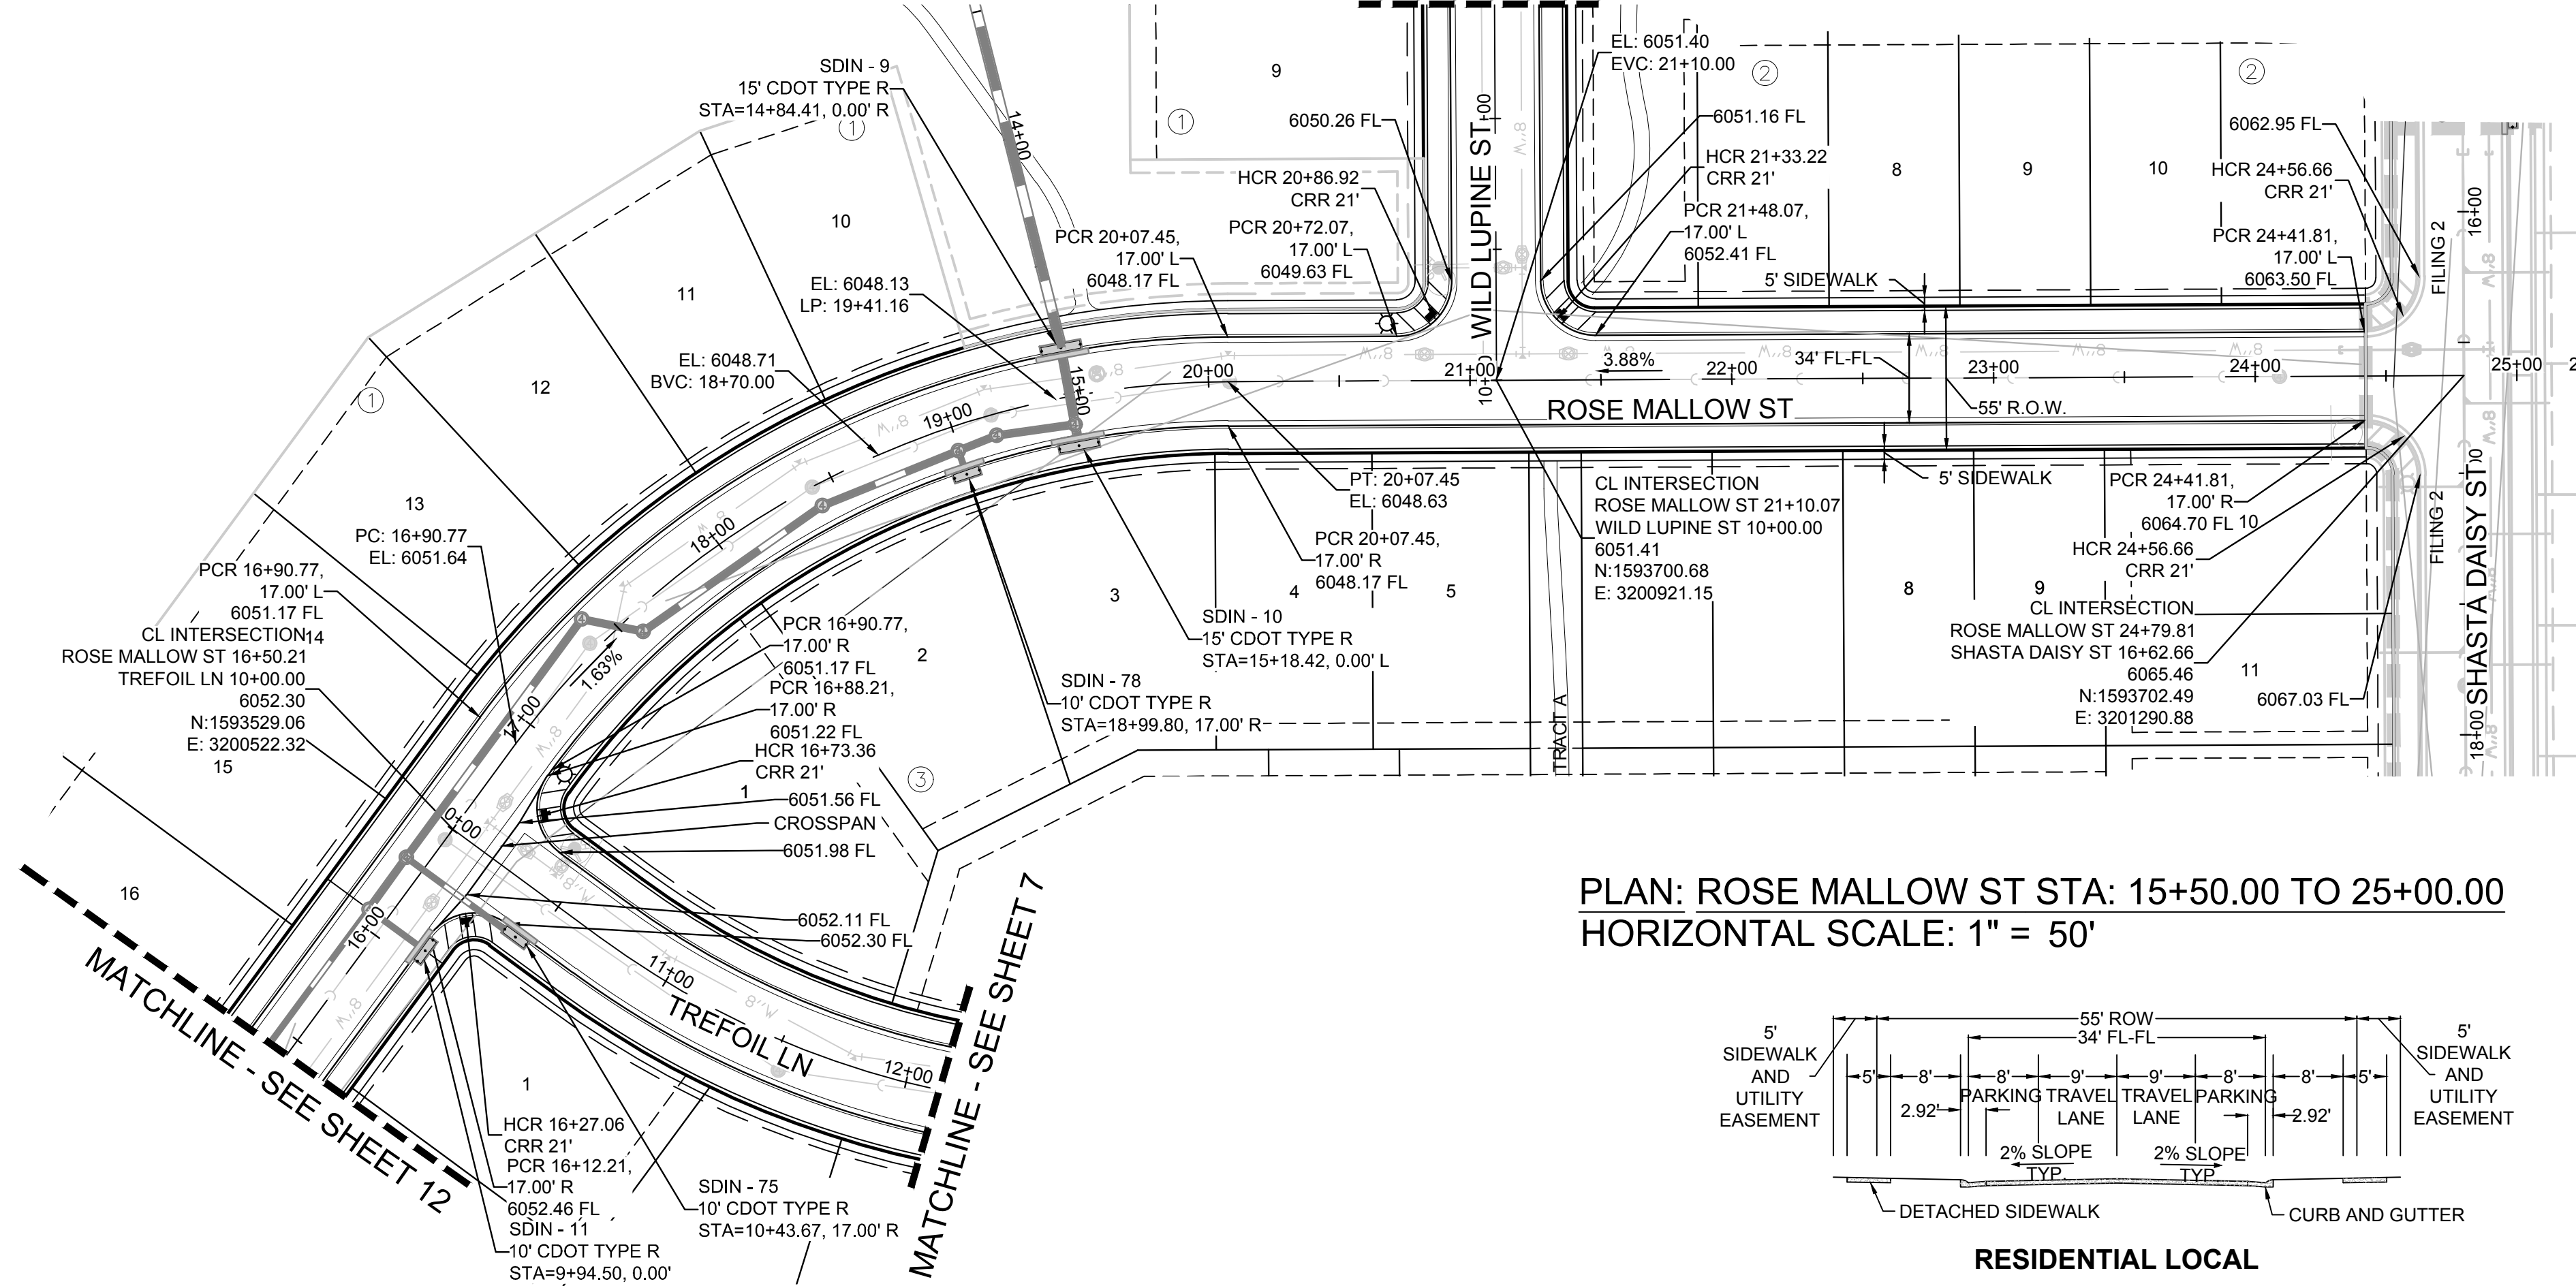 SDIN - 9
15' CDOT TYPE R
STA=14+84.41, 0.00' R
1
10
11
12
1
13
14
15
16
14+00
9
1
6050.26 FL
HCR 20+86.92
CRR 21'
PCR 20+72.07,
17.00' L
6049.63 FL
PCR 20+07.45,
17.00' L
6048.17 FL
EL: 6048.13
LP: 19+41.16
EL: 6048.71
BVC: 18+70.00
PC: 16+90.77
EL: 6051.64
PCR 16+90.77,
17.00' L
6051.17 FL
CL INTERSECTION
ROSE MALLOW ST 16+50.21
TREFOIL LN 10+00.00
6052.30
N:1593529.06
E: 3200522.32
WILD LUPINE ST
+00
10+00
EL: 6051.40
EVC: 21+10.00
2
2
6051.16 FL
HCR 21+33.22
CRR 21'
PCR 21+48.07,
17.00' L
6052.41 FL
5' SIDEWALK
8
9
10
6062.95 FL
HCR 24+56.66
CRR 21'
PCR 24+41.81,
17.00' L
6063.50 FL
FILING 2
16+00
8"W
8"W
8"W
8"W
8"W
8"W
8"W
8"W
15+00
16+00
17+00
18+00
19+00
20+00
21+00
22+00
23+00
24+00
25+00
2
3.88%
1.63%
34' FL-FL
ROSE MALLOW ST
55' R.O.W.
5' SIDEWALK
PT: 20+07.45
EL: 6048.63
PCR 20+07.45,
17.00' R
6048.17 FL
CL INTERSECTION
ROSE MALLOW ST 21+10.07
WILD LUPINE ST 10+00.00
6051.41
N:1593700.68
E: 3200921.15
PCR 24+41.81,
17.00' R
6064.70 FL
10
HCR 24+56.66
CRR 21'
CL INTERSECTION
ROSE MALLOW ST 24+79.81
SHASTA DAISY ST 16+62.66
6065.46
N:1593702.49
E: 3201290.88
11
6067.03 FL
FILING 2
SHASTA DAISY ST
18+00
2
3
4
5
8
9
TRACT A
SDIN - 10
15' CDOT TYPE R
STA=15+18.42, 0.00' L
SDIN - 78
10' CDOT TYPE R
STA=18+99.80, 17.00' R
PCR 16+90.77,
17.00' R
6051.17 FL
PCR 16+88.21,
17.00' R
6051.22 FL
HCR 16+73.36
CRR 21'
1
3
6051.56 FL
CROSSPAN
6051.98 FL
6052.11 FL
6052.30 FL
0+00
11+00
12+00
TREFOIL LN
8"W
8"W
MATCHLINE - SEE SHEET 7
MATCHLINE - SEE SHEET 12
1
HCR 16+27.06
CRR 21'
PCR 16+12.21,
17.00' R
6052.46 FL
SDIN - 11
10' CDOT TYPE R
STA=9+94.50, 0.00'
SDIN - 75
10' CDOT TYPE R
STA=10+43.67, 17.00' R
PLAN: ROSE MALLOW ST STA: 15+50.00 TO 25+00.00
HORIZONTAL SCALE: 1" = 50'
55' ROW
34' FL-FL
5'
SIDEWALK
AND
UTILITY
EASEMENT
5' 8' 8' 9' 9' 8' 8' 5'
PARKING TRAVEL TRAVEL PARKING
LANE LANE
2.92' 2.92'
2% SLOPE
TYP.
2% SLOPE
TYP
5'
SIDEWALK
AND
UTILITY
EASEMENT
DETACHED SIDEWALK
CURB AND GUTTER
RESIDENTIAL LOCAL